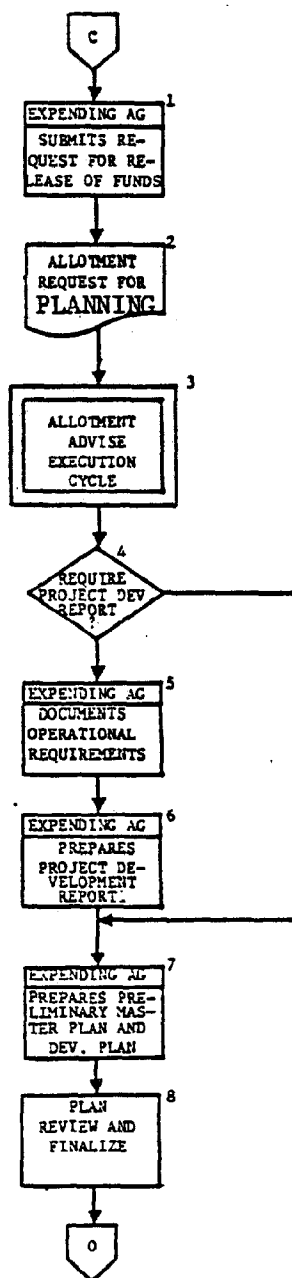 C
1
EXPENDING AG
SUBMITS RE-
QUEST FOR RE-
LEASE OF FUNDS
2
ALLOTMENT
REQUEST FOR
PLANNING
3
ALLOTMENT
ADVISE
EXECUTION
CYCLE
4
REQUIRE
PROJECT DEV
REPORT
?
5
EXPENDING AG
DOCUMENTS
OPERATIONAL
REQUIREMENTS
6
EXPENDING AG
PREPARES
PROJECT DE-
VELOPMENT
REPORT.
7
EXPENDING AG
PREPARES PRE-
LIMINARY MAS-
TER PLAN AND
DEV. PLAN
8
PLAN
REVIEW AND
FINALIZE
O